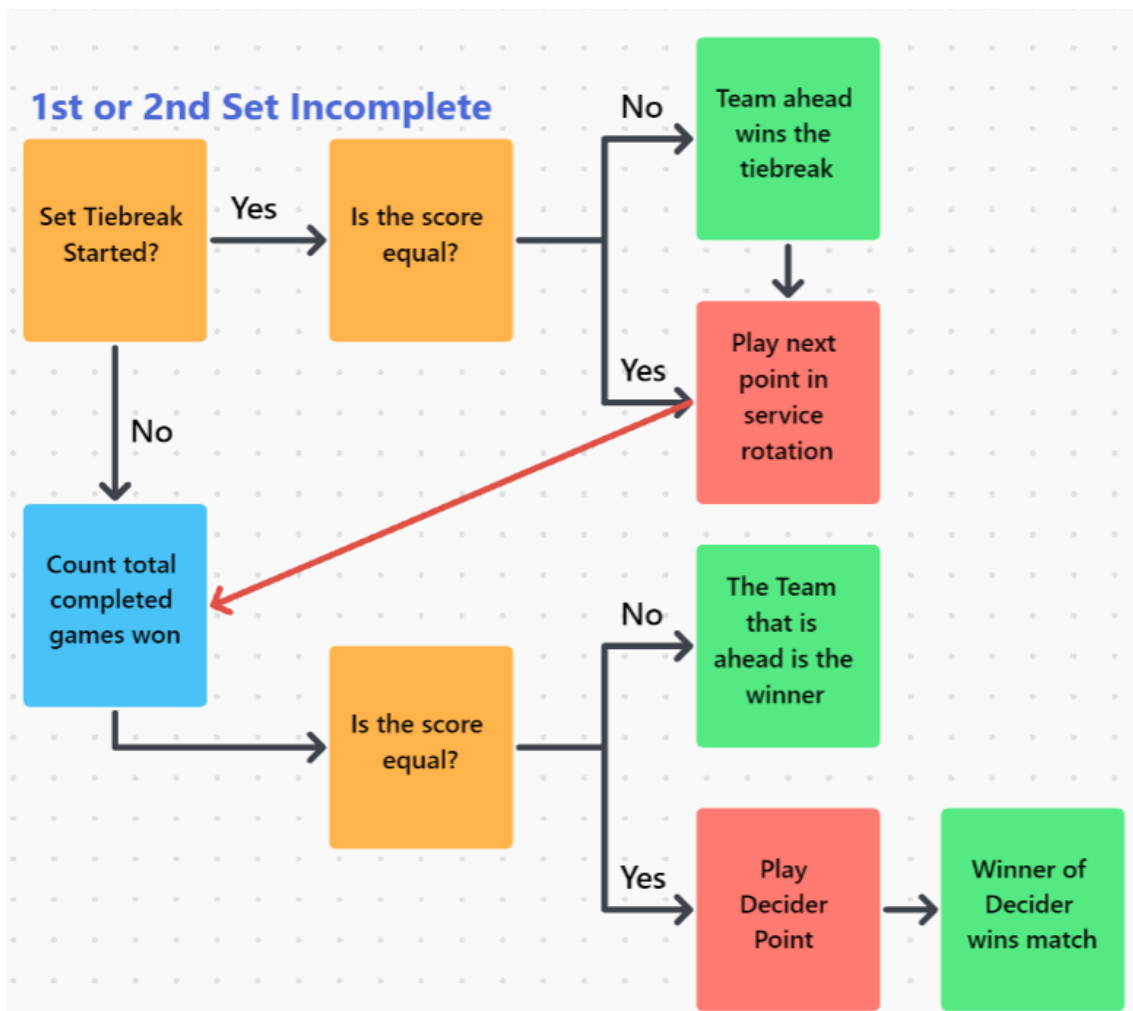 1st or 2nd Set Incomplete
Set Tiebreak
Started?
Yes
Is the score
equal?
No
Team ahead
wins the
tiebreak
Yes
Play next
point in
service
rotation
No
Count total
completed
games won
Is the score
equal?
No
The Team
that is
ahead is the
winner
Yes
Play
Decider
Point
Winner of
Decider
wins match